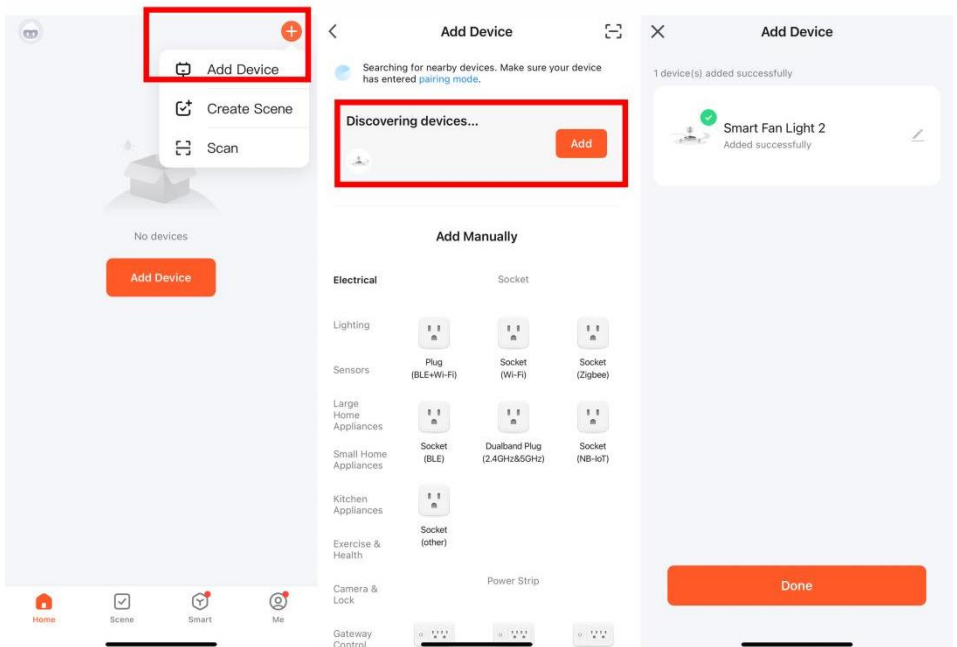 Add Device
Create Scene
Scan
No devices
Add Device
Home
Scene
Smart
Me
Add Device
Searching for nearby devices. Make sure your device
has entered pairing mode.
Discovering devices...
Add
Add Manually
Electrical
Lighting
Sensors
Large
Home
Appliances
Small Home
Appliances
Kitchen
Appliances
Exercise &
Health
Camera &
Lock
Gateway
Control
Socket
Plug
(BLE+Wi-Fi)
Socket
(Wi-Fi)
Socket
(Zigbee)
Socket
(BLE)
Dualband Plug
(2.4GHz&5GHz)
Socket
(NB-IoT)
Socket
(other)
Power Strip
Add Device
1 device(s) added successfully
Smart Fan Light 2
Added successfully
Done